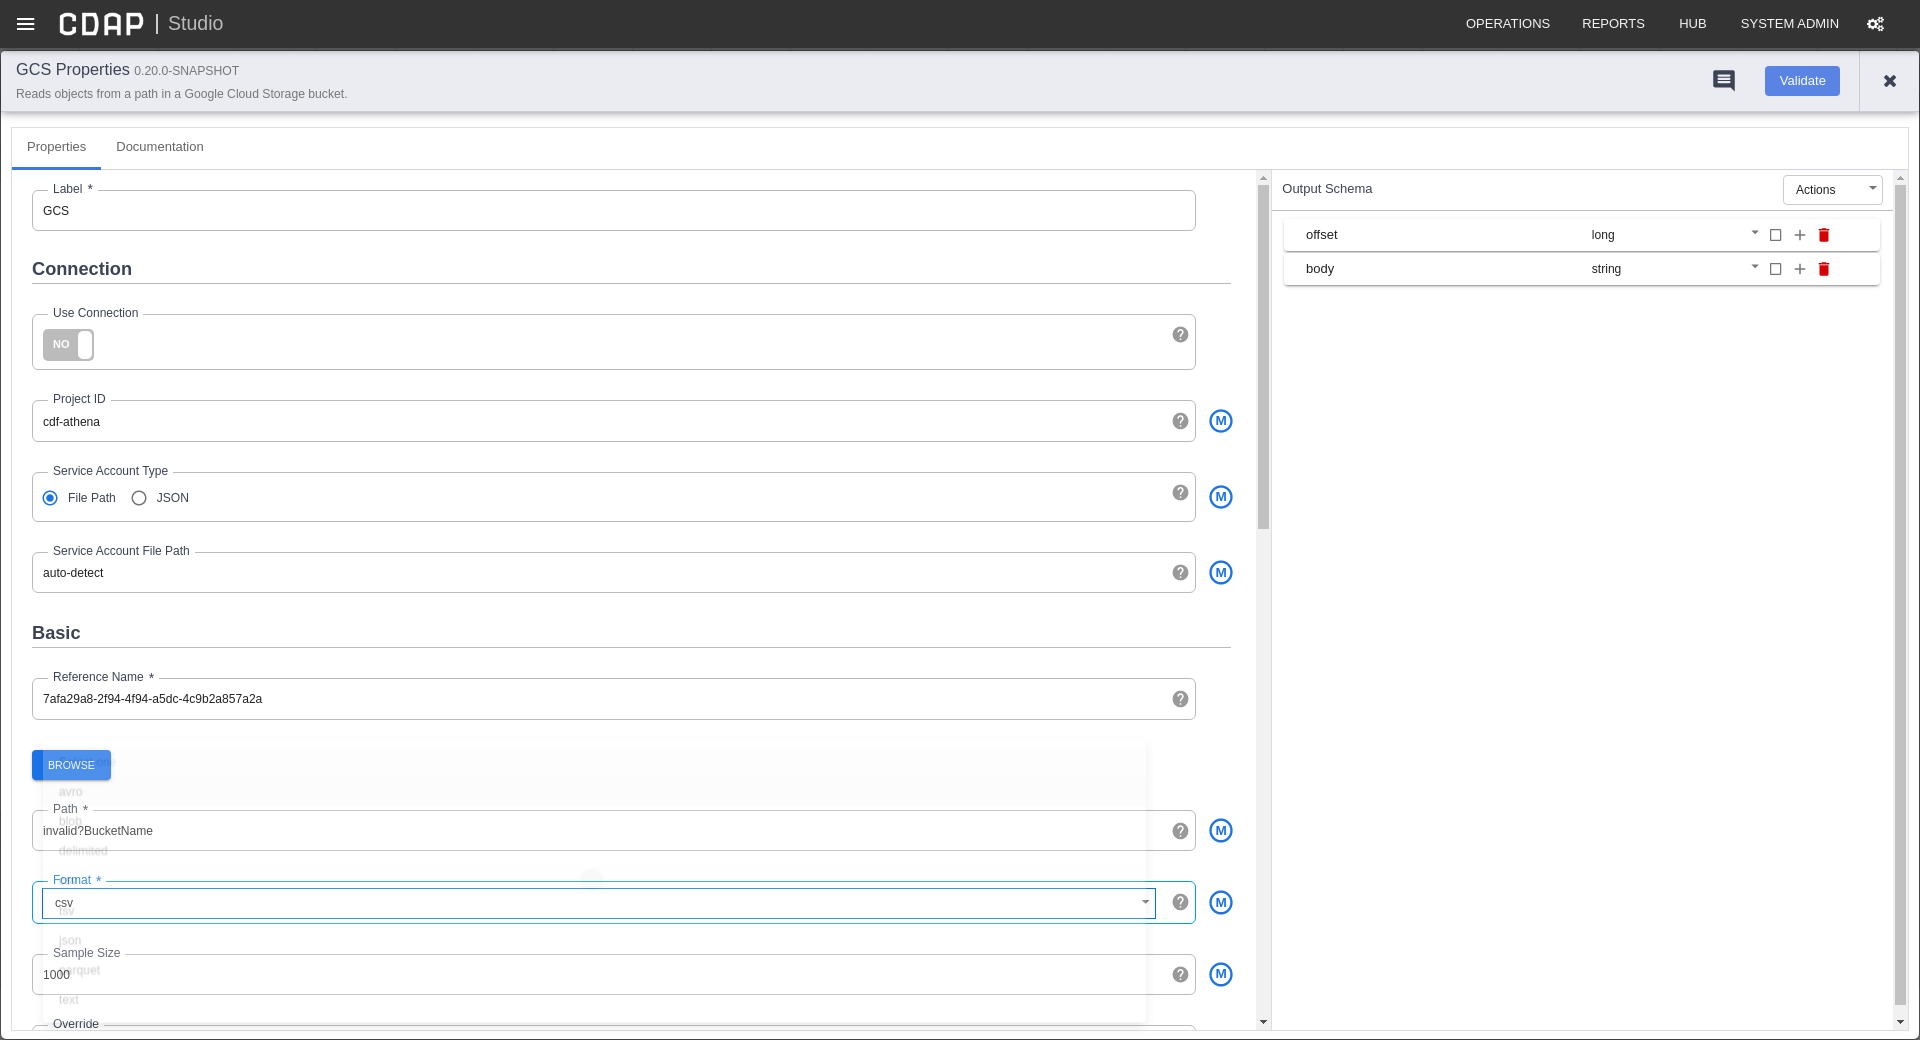 CDAP | Studio
OPERATIONS REPORTS HUB SYSTEM ADMIN
GCS Properties 0.20.0-SNAPSHOT
Reads objects from a path in a Google Cloud Storage bucket.
Validate
Properties Documentation
Label *
GCS
Connection
Use Connection
NO
Project ID
cdf-athena
M
Service Account Type
File Path JSON
M
Service Account File Path
auto-detect
M
Basic
Reference Name *
7afa29a8-2f94-4f94-a5dc-4c9b2a857a2a
BROWSE
avro
Path *
blob
invalid?BucketName
M
delimited
Format *
csv
tsv
M
json
Sample Size
parquet
1000
M
text
Override
Output Schema
Actions
offset long
body string